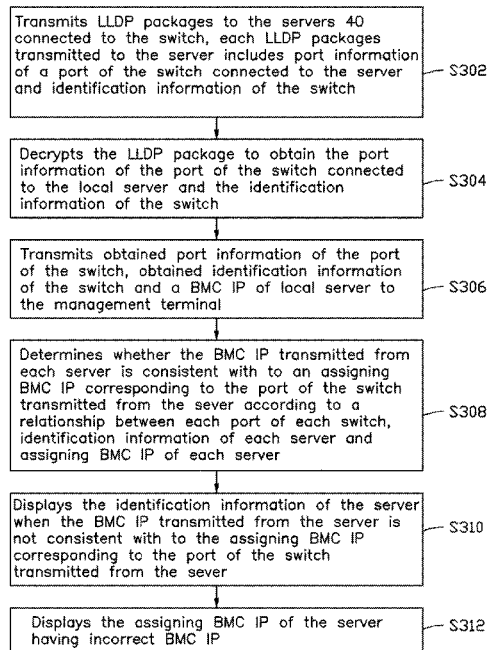 Transmits LLDP packages to the servers 40
connected to the switch, each LLDP packages
transmitted to the server includes port information
of a port of the switch connected to the server
and identification information of the switch
S302
Decrypts the LLDP package to obtain the port
information of the port of the switch connected
to the local server and the identification
information of the switch
S304
Transmits obtained port information of the port
of the switch, obtained identification information
of the switch and a BMC IP of local server to
the management terminal
S306
Determines whether the BMC IP transmitted from
each server is consistent with to an assigning
BMC IP corresponding to the port of the switch
transmitted from the sever according to a
relationship between each port of each switch,
identification information of each server and
assigning BMC IP of each server
S308
Displays the identification information of the server
when the BMC IP transmitted from the server is
not consistent with to the assigning BMC IP
corresponding to the port of the switch
transmitted from the sever
S310
Displays the assigning BMC IP of the server
having incorrect BMC IP
S312